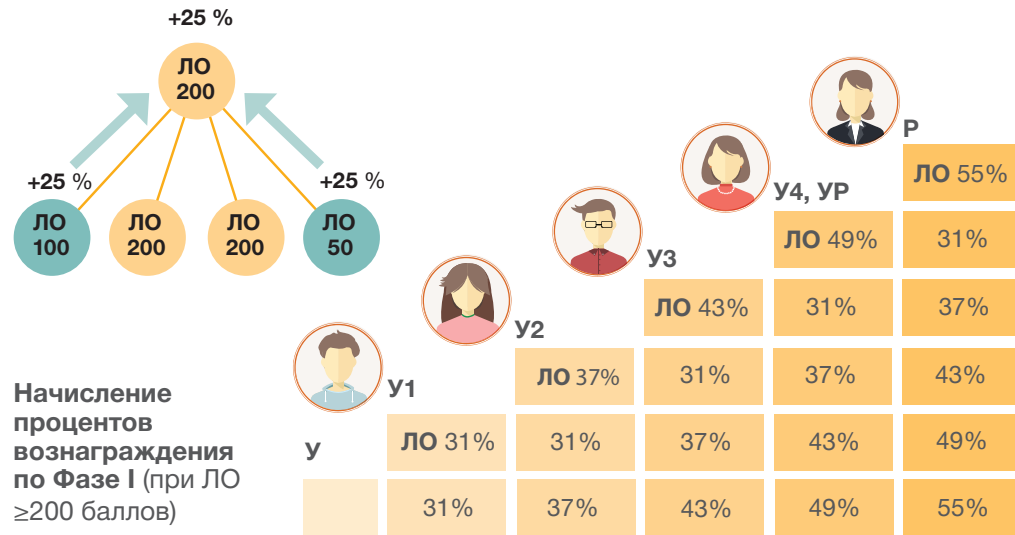 +25 %
ЛО
200
+25 %
+25 %
ЛО
100
ЛО
200
ЛО
200
ЛО
50
Р
ЛО 55%
У4, УР
ЛО 49%
31%
У3
ЛО 43%
31%
37%
У2
ЛО 37%
31%
37%
43%
Начисление
процентов
вознаграждения
по Фазе I (при ЛО
≥200 баллов)
У1
ЛО 31%
31%
37%
43%
49%
У
31%
37%
43%
49%
55%